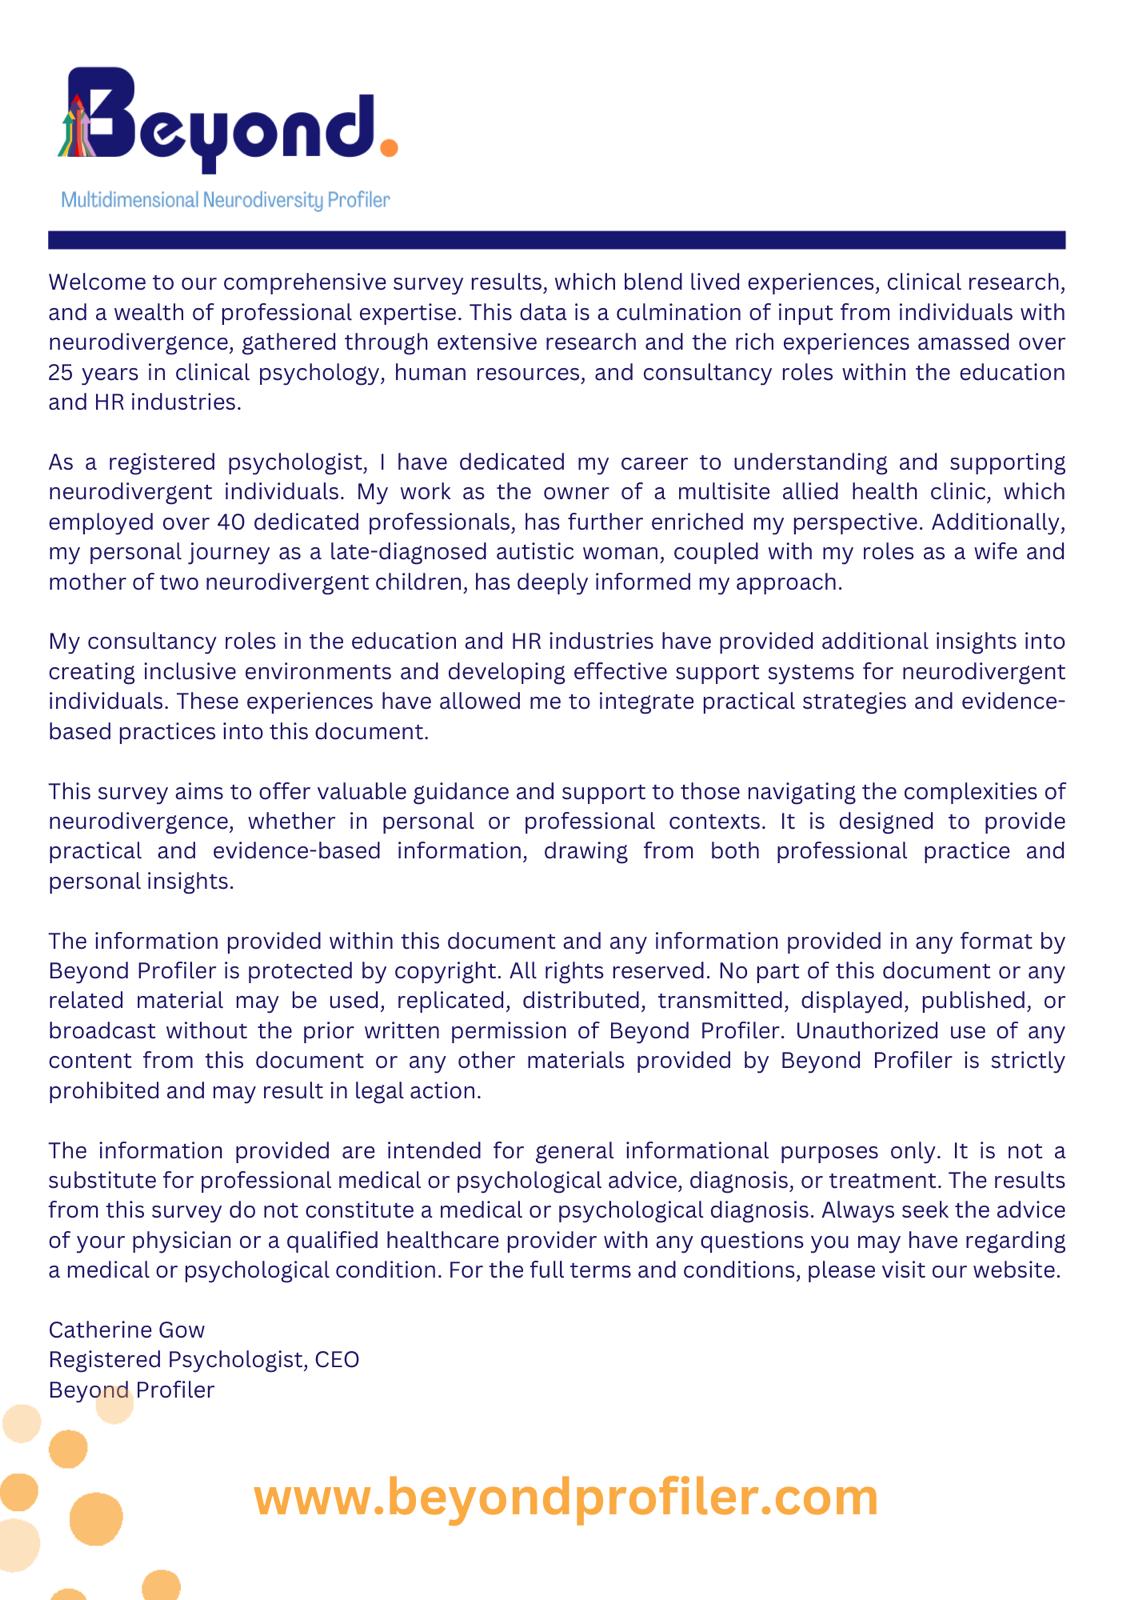 Beyond.
Multidimensional Neurodiversity Profiler
Welcome to our comprehensive survey results, which blend lived experiences, clinical research,
and a wealth of professional expertise. This data is a culmination of input from individuals with
neurodivergence, gathered through extensive research and the rich experiences amassed over
25 years in clinical psychology, human resources, and consultancy roles within the education
and HR industries.
As a registered psychologist, I have dedicated my career to understanding and supporting
neurodivergent individuals. My work as the owner of a multisite allied health clinic, which
employed over 40 dedicated professionals, has further enriched my perspective. Additionally,
my personal journey as a late-diagnosed autistic woman, coupled with my roles as a wife and
mother of two neurodivergent children, has deeply informed my approach.
My consultancy roles in the education and HR industries have provided additional insights into
creating inclusive environments and developing effective support systems for neurodivergent
individuals. These experiences have allowed me to integrate practical strategies and evidence-
based practices into this document.
This survey aims to offer valuable guidance and support to those navigating the complexities of
neurodivergence, whether in personal or professional contexts. It is designed to provide
practical and evidence-based information, drawing from both professional practice and
personal insights.
The information provided within this document and any information provided in any format by
Beyond Profiler is protected by copyright. All rights reserved. No part of this document or any
related material may be used, replicated, distributed, transmitted, displayed, published, or
broadcast without the prior written permission of Beyond Profiler. Unauthorized use of any
content from this document or any other materials provided by Beyond Profiler is strictly
prohibited and may result in legal action.
The information provided are intended for general informational purposes only. It is not a
substitute for professional medical or psychological advice, diagnosis, or treatment. The results
from this survey do not constitute a medical or psychological diagnosis. Always seek the advice
of your physician or a qualified healthcare provider with any questions you may have regarding
a medical or psychological condition. For the full terms and conditions, please visit our website.
Catherine Gow
Registered Psychologist, CEO
Beyond Profiler
www.beyondprofiler.com